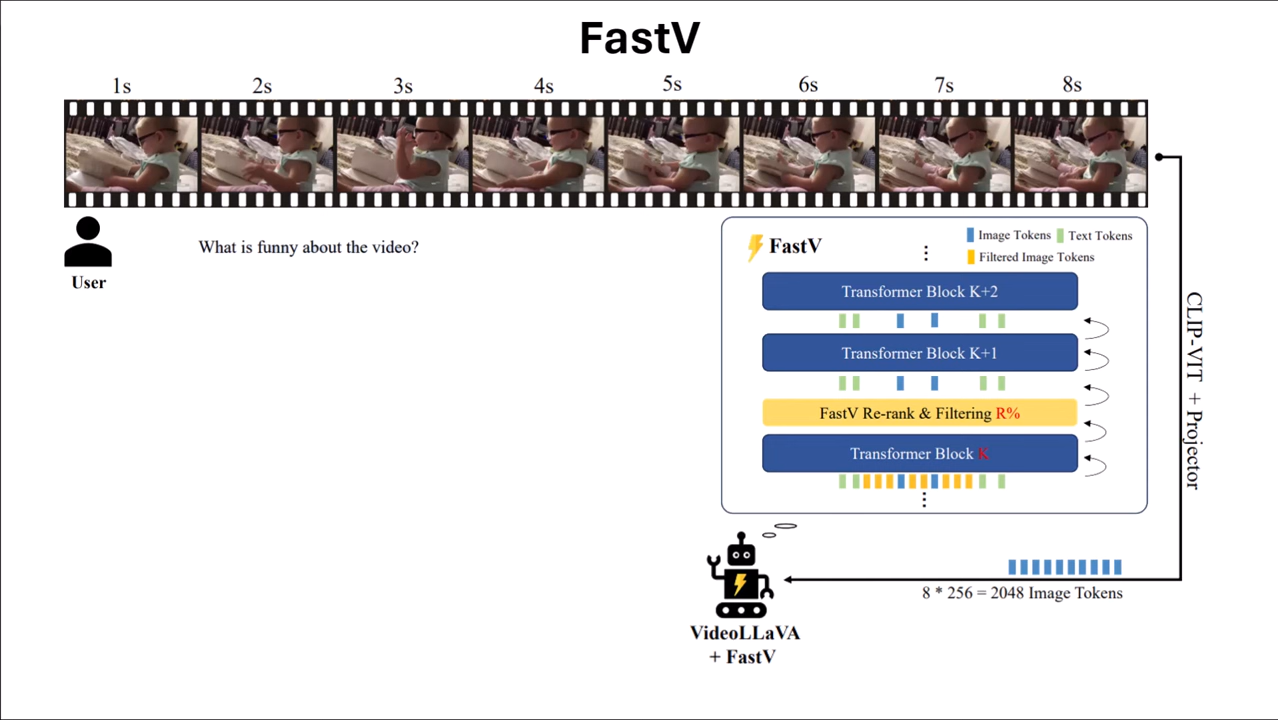 FastV
1s 2s 3s 4s 5s 6s 7s 8s
User
What is funny about the video?
FastV
Image Tokens Text Tokens
Filtered Image Tokens
Transformer Block K+2
Transformer Block K+1
FastV Re-rank & Filtering R%
Transformer Block K
CLIP-VIT + Projector
8 * 256 = 2048 Image Tokens
VideoLLaVA
+ FastV